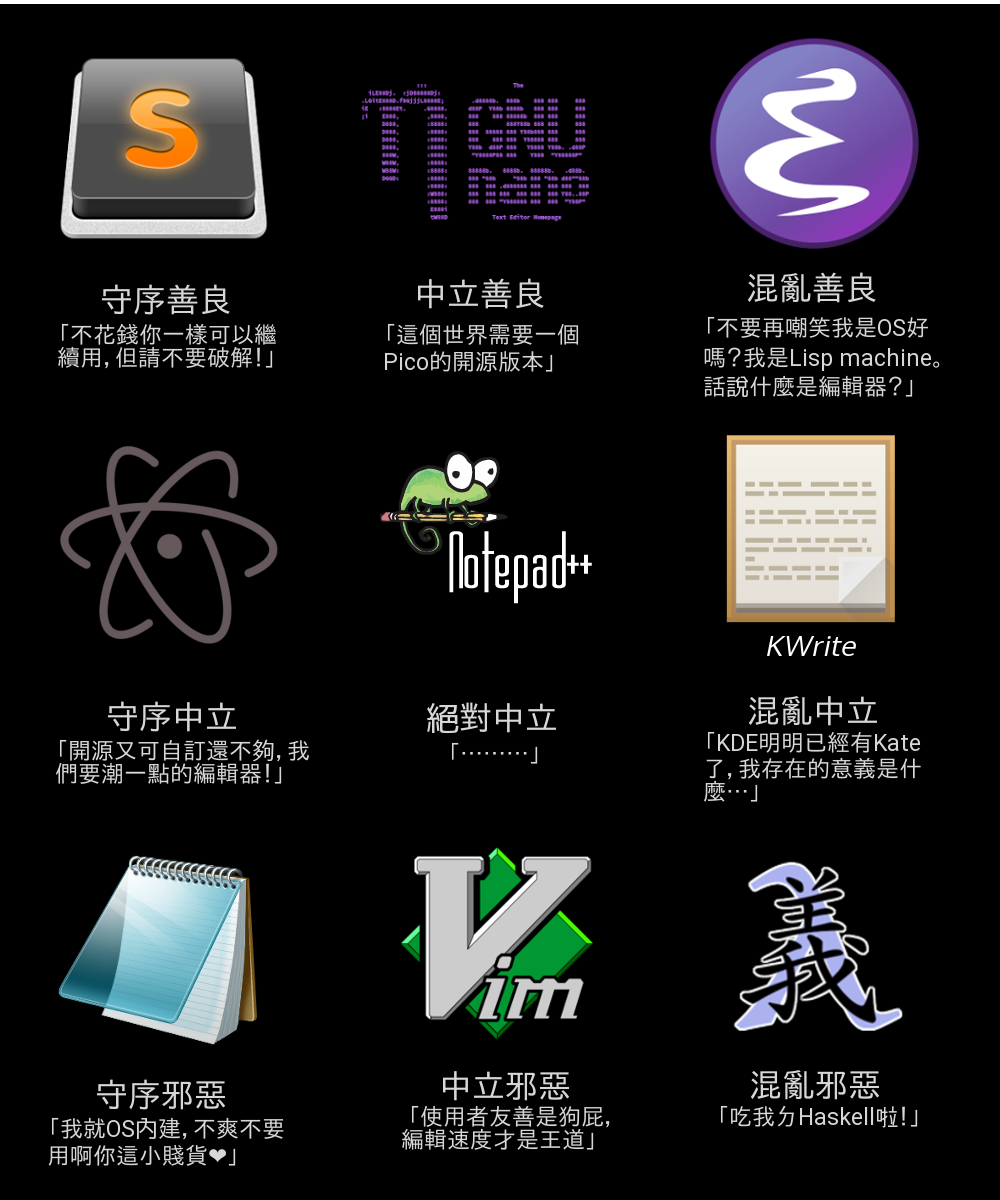 S
The
GNU
nano
Text Editor Homepage
守序善良
「不花錢你一樣可以繼
續用，但請不要破解！」
中立善良
「這個世界需要一個
Pico的開源版本」
混亂善良
「不要再嘲笑我是OS好
嗎？我是Lisp machine。
話說什麼是編輯器？」
Notepad++
KWrite
守序中立
「開源又可自訂還不夠，我
們要潮一點的編輯器！」
絕對中立
「………」
混亂中立
「KDE明明已經有Kate
了，我存在的意義是什
麼…」
Vim
義
守序邪惡
「我就OS內建，不爽不要
用啊你這小賤貨❤」
中立邪惡
「使用者友善是狗屁，
編輯速度才是王道」
混亂邪惡
「吃我ㄉHaskell啦！」